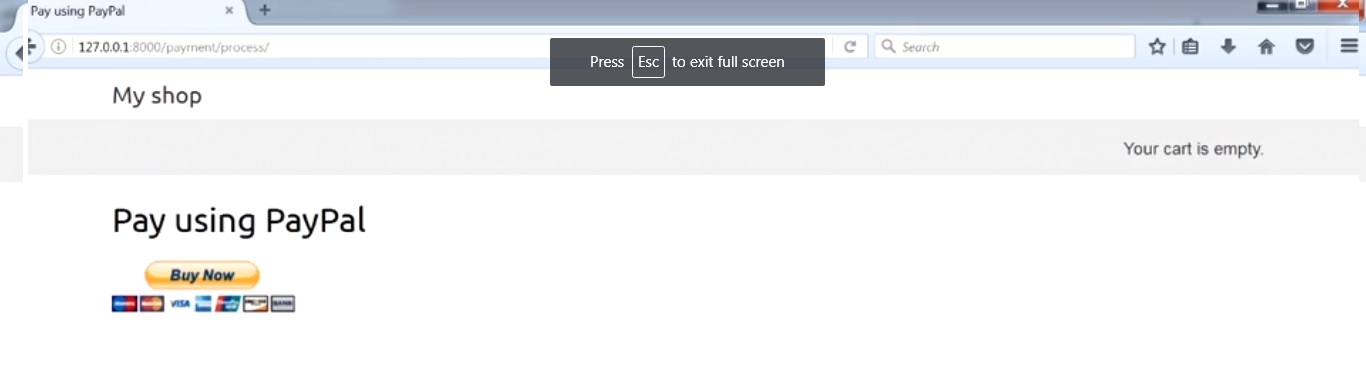 Pay using PayPal
127.0.0.1:8000/payment/process/
Search
Press Esc to exit full screen
My shop
Your cart is empty.
Pay using PayPal
Buy Now
VISA
BANK